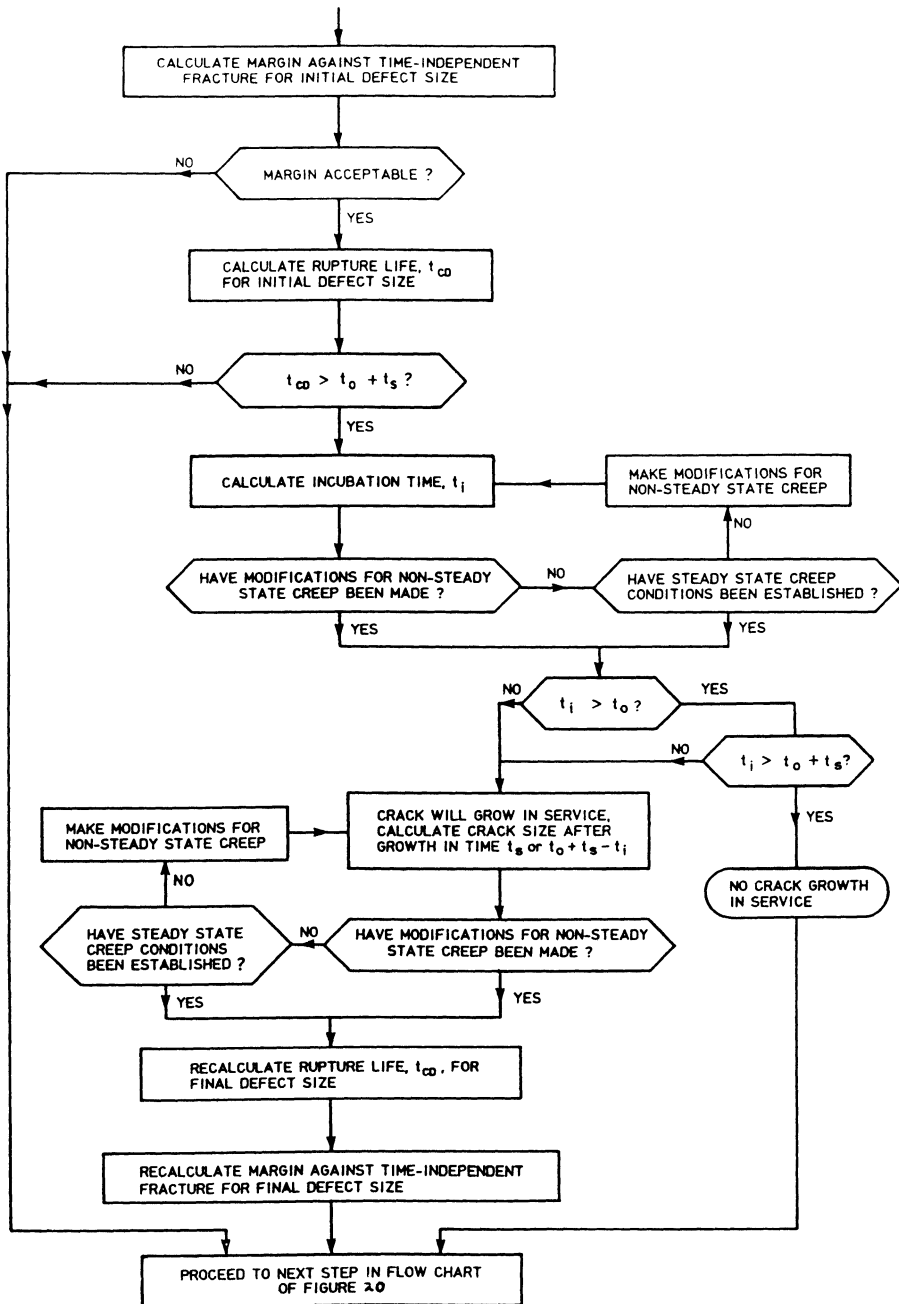 CALCULATE MARGIN AGAINST TIME-INDEPENDENT
FRACTURE FOR INITIAL DEFECT SIZE
NO
MARGIN ACCEPTABLE ?
YES
CALCULATE RUPTURE LIFE, tCD
FOR INITIAL DEFECT SIZE
NO
tCD > to + ts ?
YES
CALCULATE INCUBATION TIME, ti
MAKE MODIFICATIONS FOR
NON-STEADY STATE CREEP
NO
HAVE MODIFICATIONS FOR NON-STEADY
STATE CREEP BEEN MADE ?
NO
HAVE STEADY STATE CREEP
CONDITIONS BEEN ESTABLISHED ?
YES
YES
NO
ti > to ?
YES
NO
ti > to + ts ?
YES
MAKE MODIFICATIONS FOR
NON-STEADY STATE CREEP
CRACK WILL GROW IN SERVICE,
CALCULATE CRACK SIZE AFTER
GROWTH IN TIME ts or to + ts - ti
NO CRACK GROWTH
IN SERVICE
NO
HAVE STEADY STATE
CREEP CONDITIONS
BEEN ESTABLISHED ?
NO
HAVE MODIFICATIONS FOR NON-STEADY
STATE CREEP BEEN MADE ?
YES
YES
RECALCULATE RUPTURE LIFE, tCD, FOR
FINAL DEFECT SIZE
RECALCULATE MARGIN AGAINST TIME-INDEPENDENT
FRACTURE FOR FINAL DEFECT SIZE
PROCEED TO NEXT STEP IN FLOW CHART
OF FIGURE 20